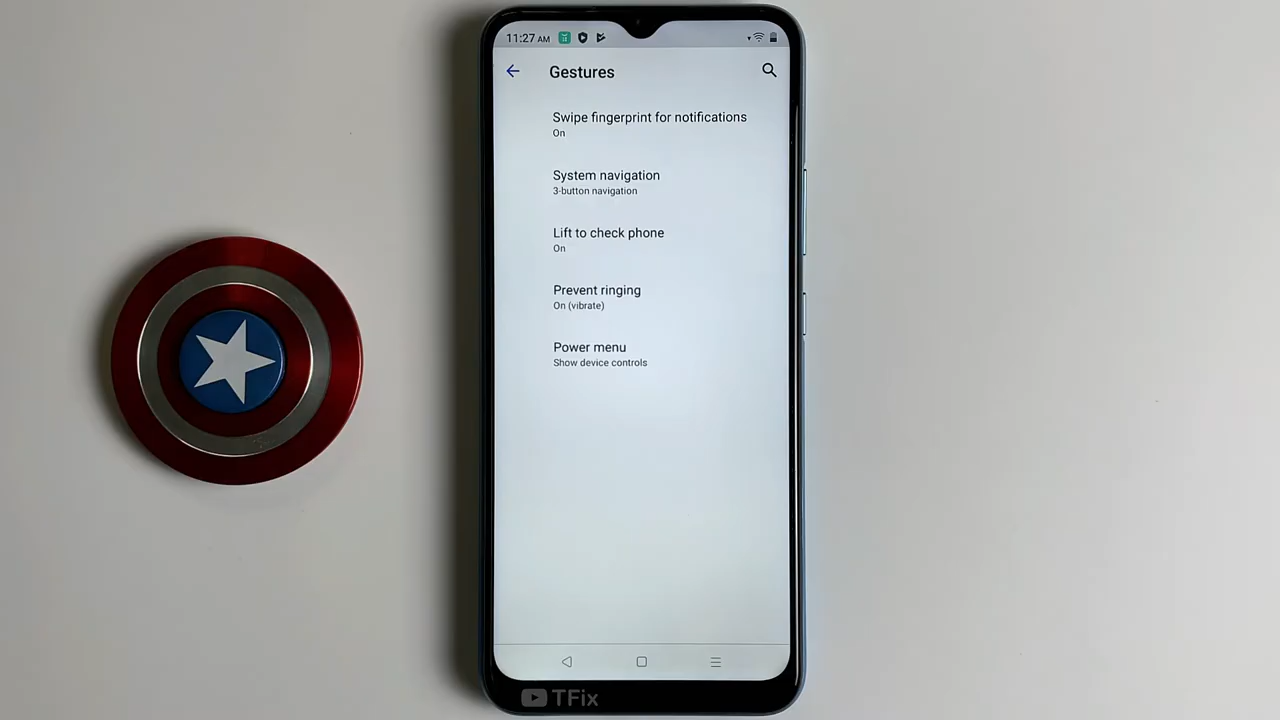 11:27 AM
Gestures
Swipe fingerprint for notifications
On
System navigation
3-button navigation
Lift to check phone
On
Prevent ringing
On (vibrate)
Power menu
Show device controls
TFix